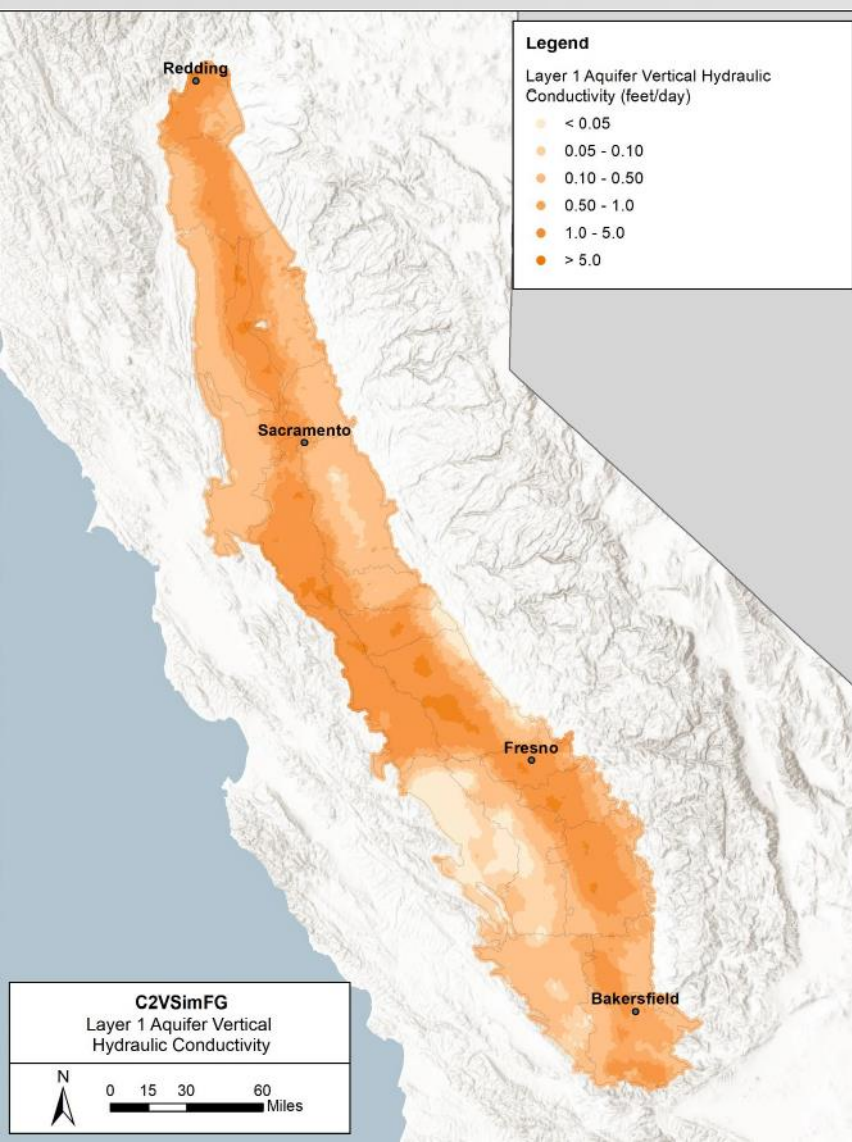 Redding
Legend
Layer 1 Aquifer Vertical Hydraulic
Conductivity (feet/day)
< 0.05
0.05 - 0.10
0.10 - 0.50
0.50 - 1.0
1.0 - 5.0
> 5.0
Sacramento
Fresno
Bakersfield
C2VSimFG
Layer 1 Aquifer Vertical
Hydraulic Conductivity
N
0 15 30 60
Miles